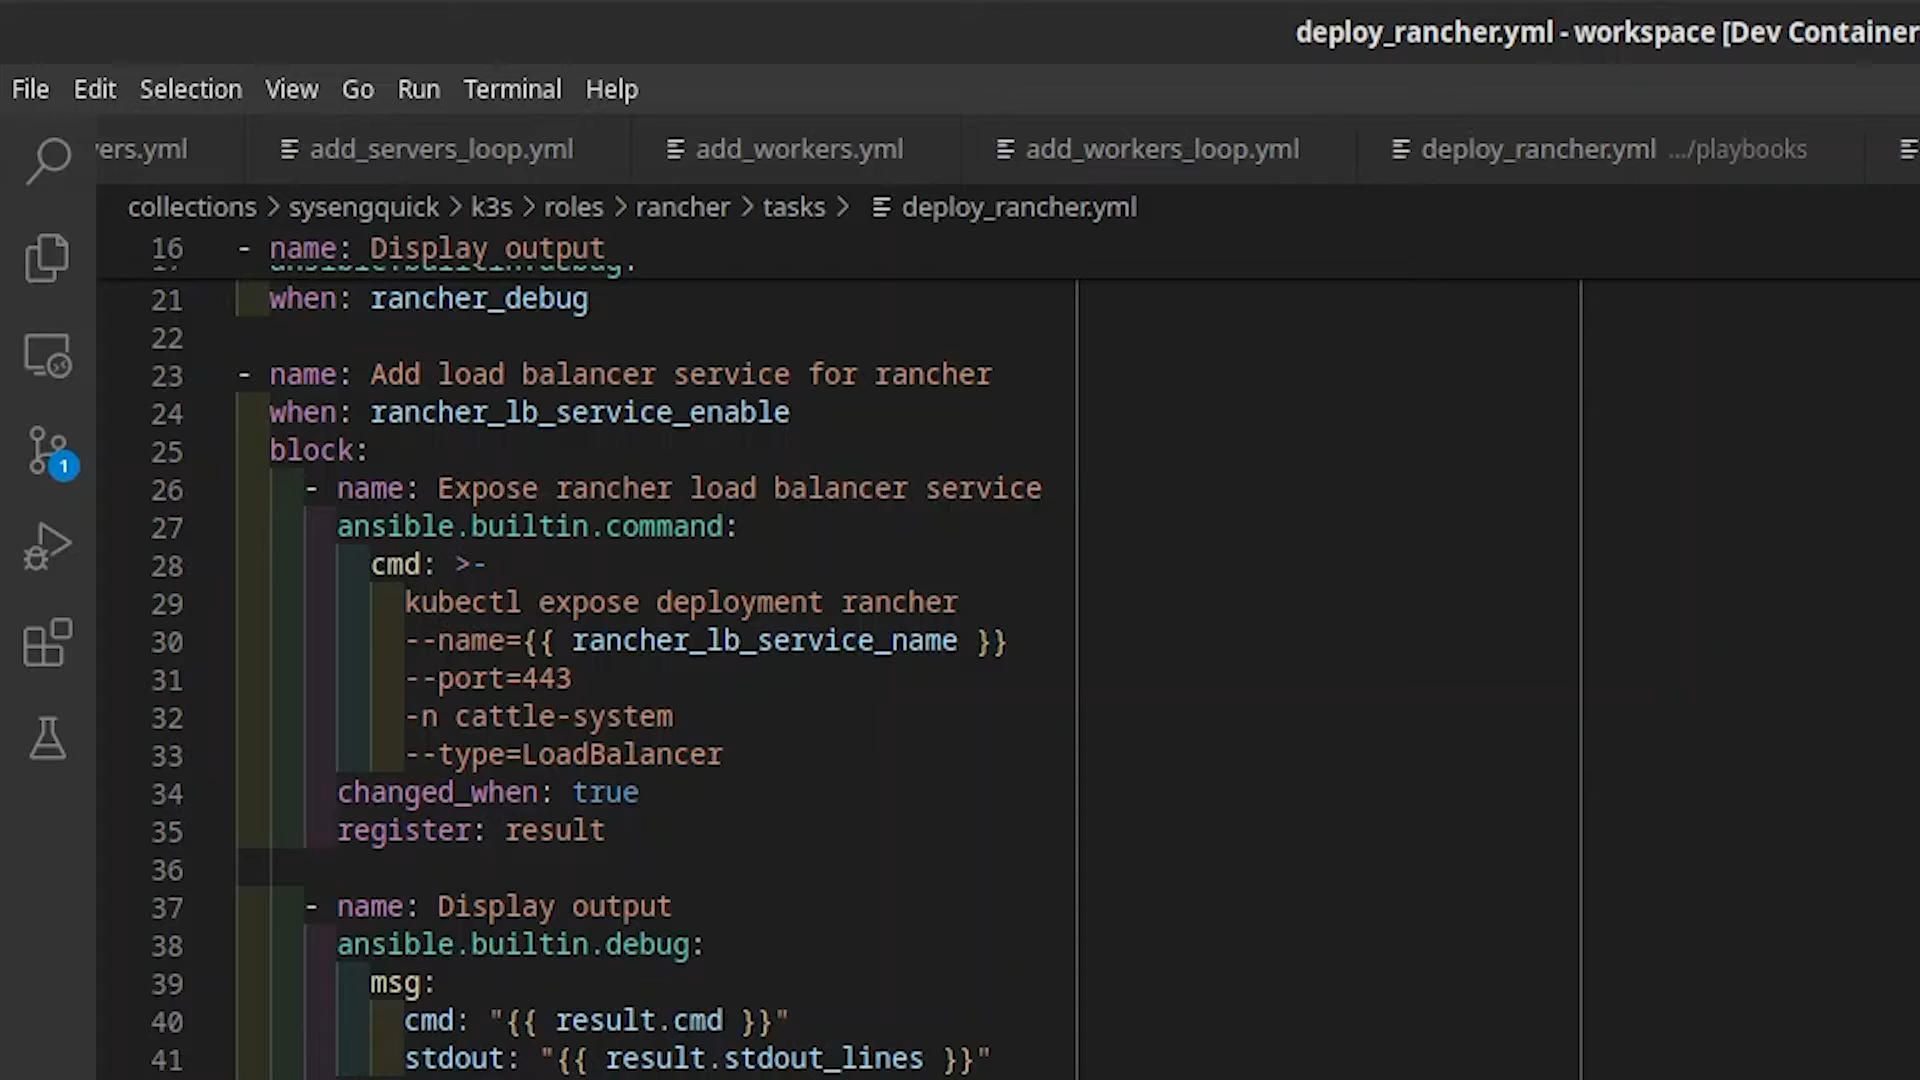 deploy_rancher.yml - workspace [Dev Container
File Edit Selection View Go Run Terminal Help
ers.yml add_servers_loop.yml add_workers.yml add_workers_loop.yml deploy_rancher.yml .../playbooks
collections > sysengquick > k3s > roles > rancher > tasks > deploy_rancher.yml
16 - name: Display output
17 ansible.builtin.debug:
21 when: rancher_debug
22
23 - name: Add load balancer service for rancher
24 when: rancher_lb_service_enable
25 block:
26 - name: Expose rancher load balancer service
27 ansible.builtin.command:
28 cmd: >-
29 kubectl expose deployment rancher
30 --name={{ rancher_lb_service_name }}
31 --port=443
32 -n cattle-system
33 --type=LoadBalancer
34 changed_when: true
35 register: result
36
37 - name: Display output
38 ansible.builtin.debug:
39 msg:
40 cmd: "{{ result.cmd }}"
41 stdout: "{{ result.stdout_lines }}"
1